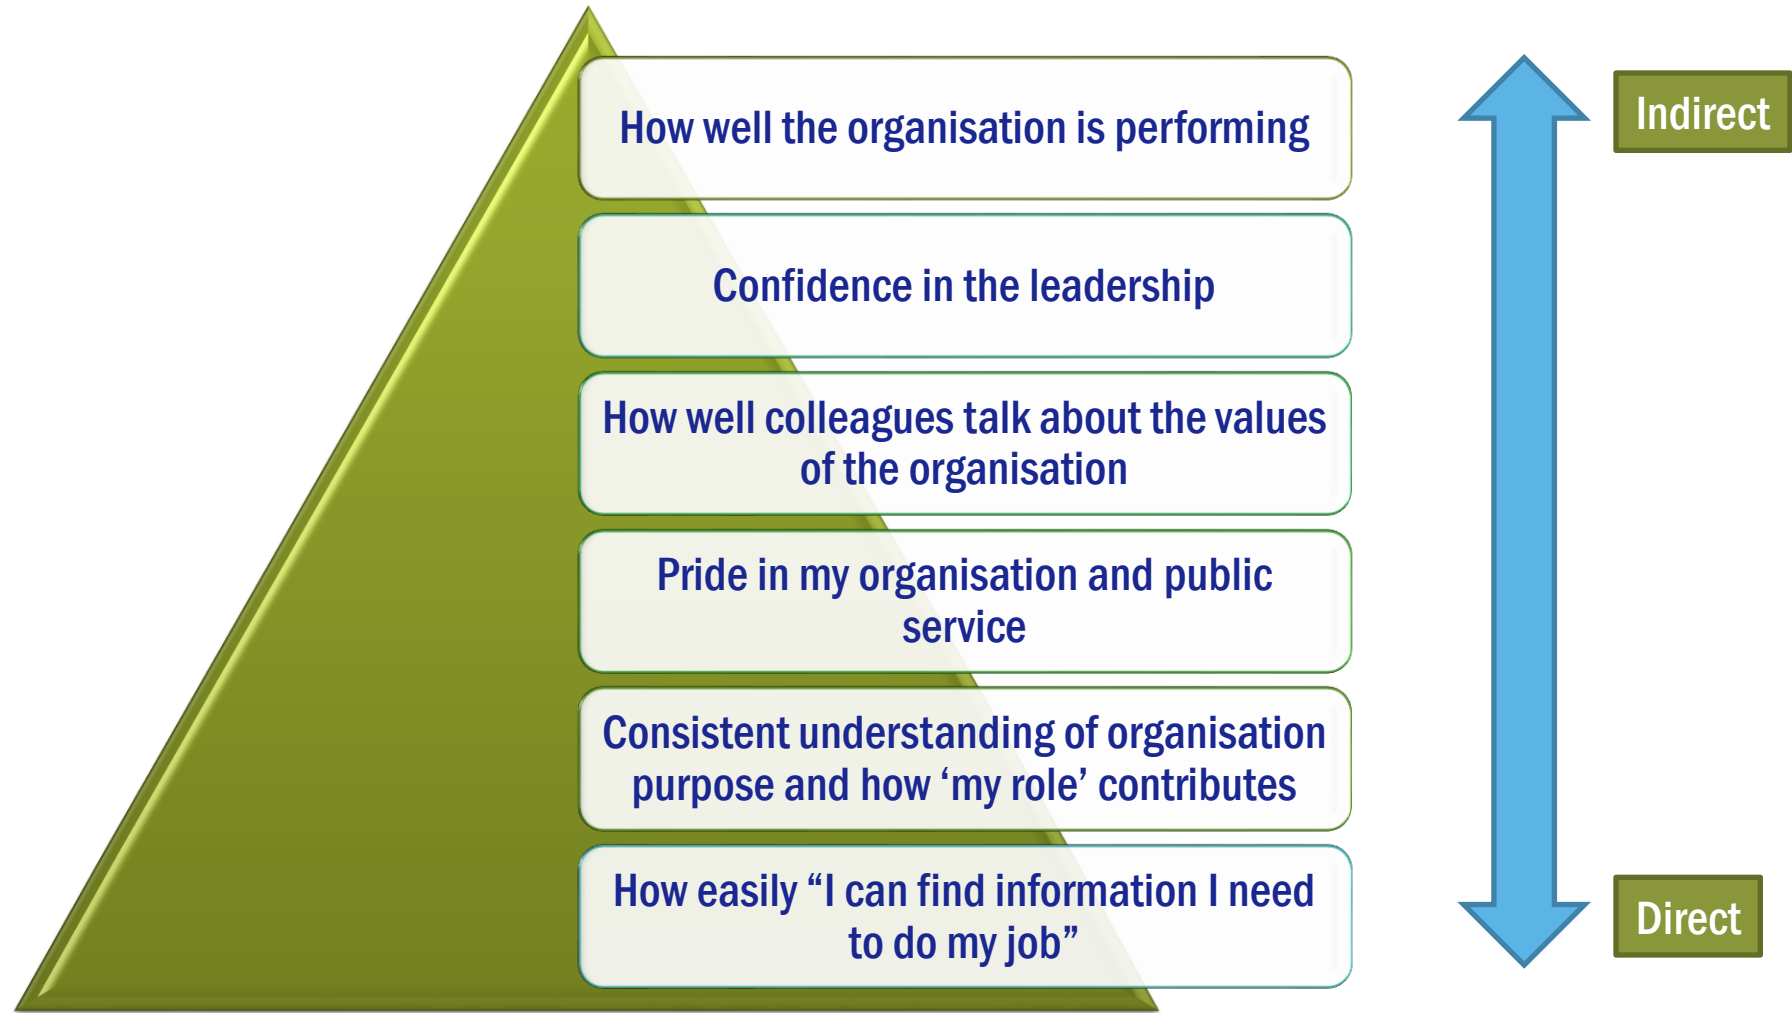 How well the organisation is performing
Indirect
Confidence in the leadership
How well colleagues talk about the values
of the organisation
Pride in my organisation and public
service
Consistent understanding of organisation
purpose and how ‘my role’ contributes
How easily “I can find information I need
to do my job”
Direct